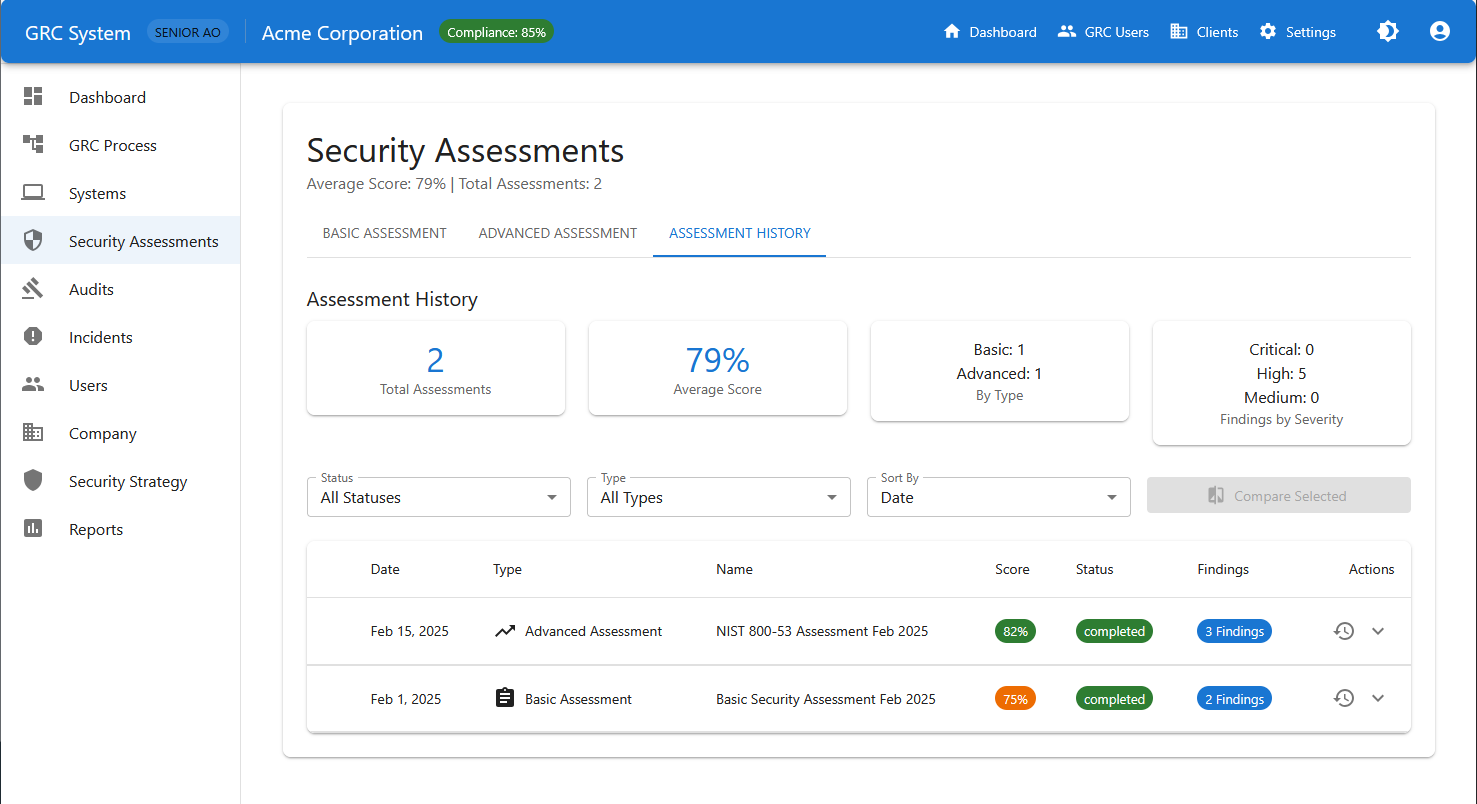 GRC System SENIOR AO Acme Corporation Compliance: 85% Dashboard GRC Users Clients Settings
Dashboard
GRC Process
Systems
Security Assessments
Audits
Incidents
Users
Company
Security Strategy
Reports
Security Assessments
Average Score: 79% | Total Assessments: 2
BASIC ASSESSMENT ADVANCED ASSESSMENT ASSESSMENT HISTORY
Assessment History
2
Total Assessments
79%
Average Score
Basic: 1
Advanced: 1
By Type
Critical: 0
High: 5
Medium: 0
Findings by Severity
Status
All Statuses
Type
All Types
Sort By
Date
Compare Selected
Date Type Name Score Status Findings Actions
Feb 15, 2025 Advanced Assessment NIST 800-53 Assessment Feb 2025 82% completed 3 Findings
Feb 1, 2025 Basic Assessment Basic Security Assessment Feb 2025 75% completed 2 Findings